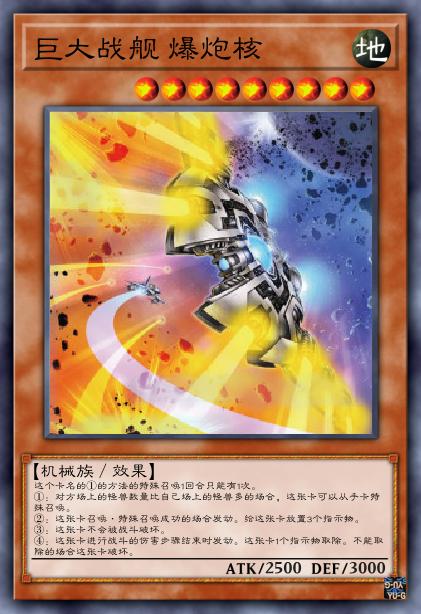 巨大战舰 爆炮核
地
【机械族／效果】
这个卡名的①的方法的特殊召唤1回合只能有1次。
①：对方场上的怪兽数量比自己场上的怪兽多的场合，这张卡可以从手卡特
殊召唤。
②：这张卡召唤·特殊召唤成功的场合发动。给这张卡放置3个指示物。
③：这张卡不会被战斗破坏。
④：这张卡进行战斗的伤害步骤结束时发动。这张卡1个指示物取除。不能取
除的场合这张卡破坏。
ATK/2500 DEF/3000